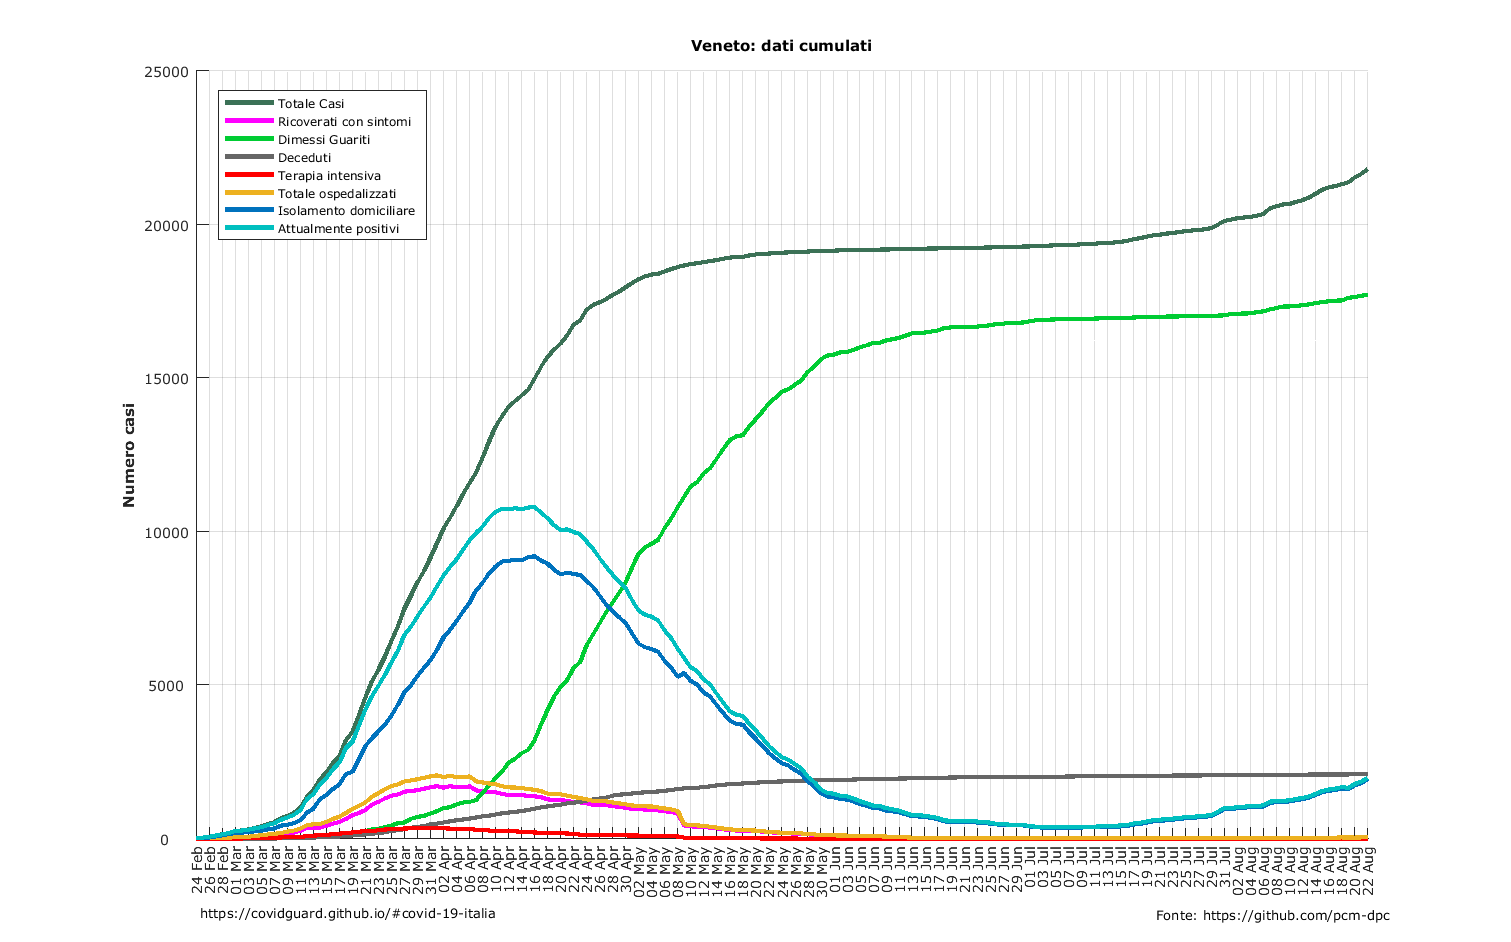 Veneto: dati cumulati
25000
20000
15000
10000
5000
0
Numero casi
Totale Casi
Ricoverati con sintomi
Dimessi Guariti
Deceduti
Terapia intensiva
Totale ospedalizzati
Isolamento domiciliare
Attualmente positivi
24 Feb
26 Feb
28 Feb
01 Mar
03 Mar
05 Mar
07 Mar
09 Mar
11 Mar
13 Mar
15 Mar
17 Mar
19 Mar
21 Mar
23 Mar
25 Mar
27 Mar
29 Mar
31 Mar
02 Apr
04 Apr
06 Apr
08 Apr
10 Apr
12 Apr
14 Apr
16 Apr
18 Apr
20 Apr
22 Apr
24 Apr
26 Apr
28 Apr
30 Apr
02 May
04 May
06 May
08 May
10 May
12 May
14 May
16 May
18 May
20 May
22 May
24 May
26 May
28 May
30 May
01 Jun
03 Jun
05 Jun
07 Jun
09 Jun
11 Jun
13 Jun
15 Jun
17 Jun
19 Jun
21 Jun
23 Jun
25 Jun
27 Jun
29 Jun
01 Jul
03 Jul
05 Jul
07 Jul
09 Jul
11 Jul
13 Jul
15 Jul
17 Jul
19 Jul
21 Jul
23 Jul
25 Jul
27 Jul
29 Jul
31 Jul
02 Aug
04 Aug
06 Aug
08 Aug
10 Aug
12 Aug
14 Aug
16 Aug
18 Aug
20 Aug
22 Aug
https://covidguard.github.io/#covid-19-italia
Fonte: https://github.com/pcm-dpc